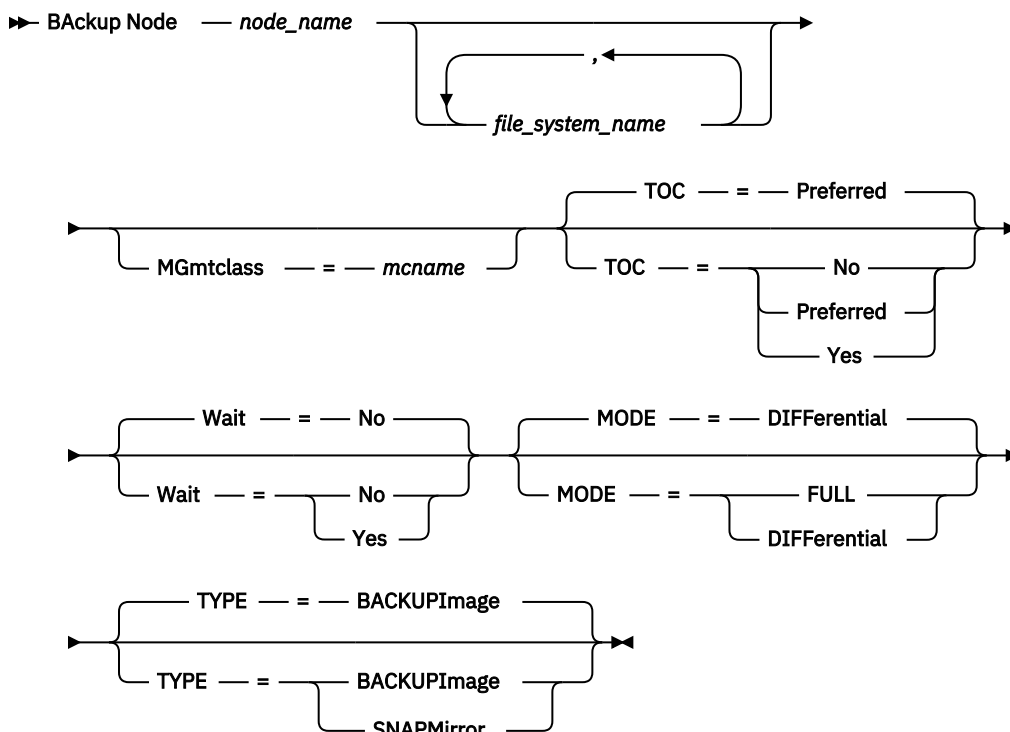 BAckup Node node_name
,
file_system_name
TOC = Preferred
MGmtclass = mcname TOC = No
Preferred
Yes
Wait = No MODE = DIFFerential
Wait = No MODE = FULL
Yes DIFFerential
TYPE = BACKUPImage
TYPE = BACKUPImage
SNAPMirror